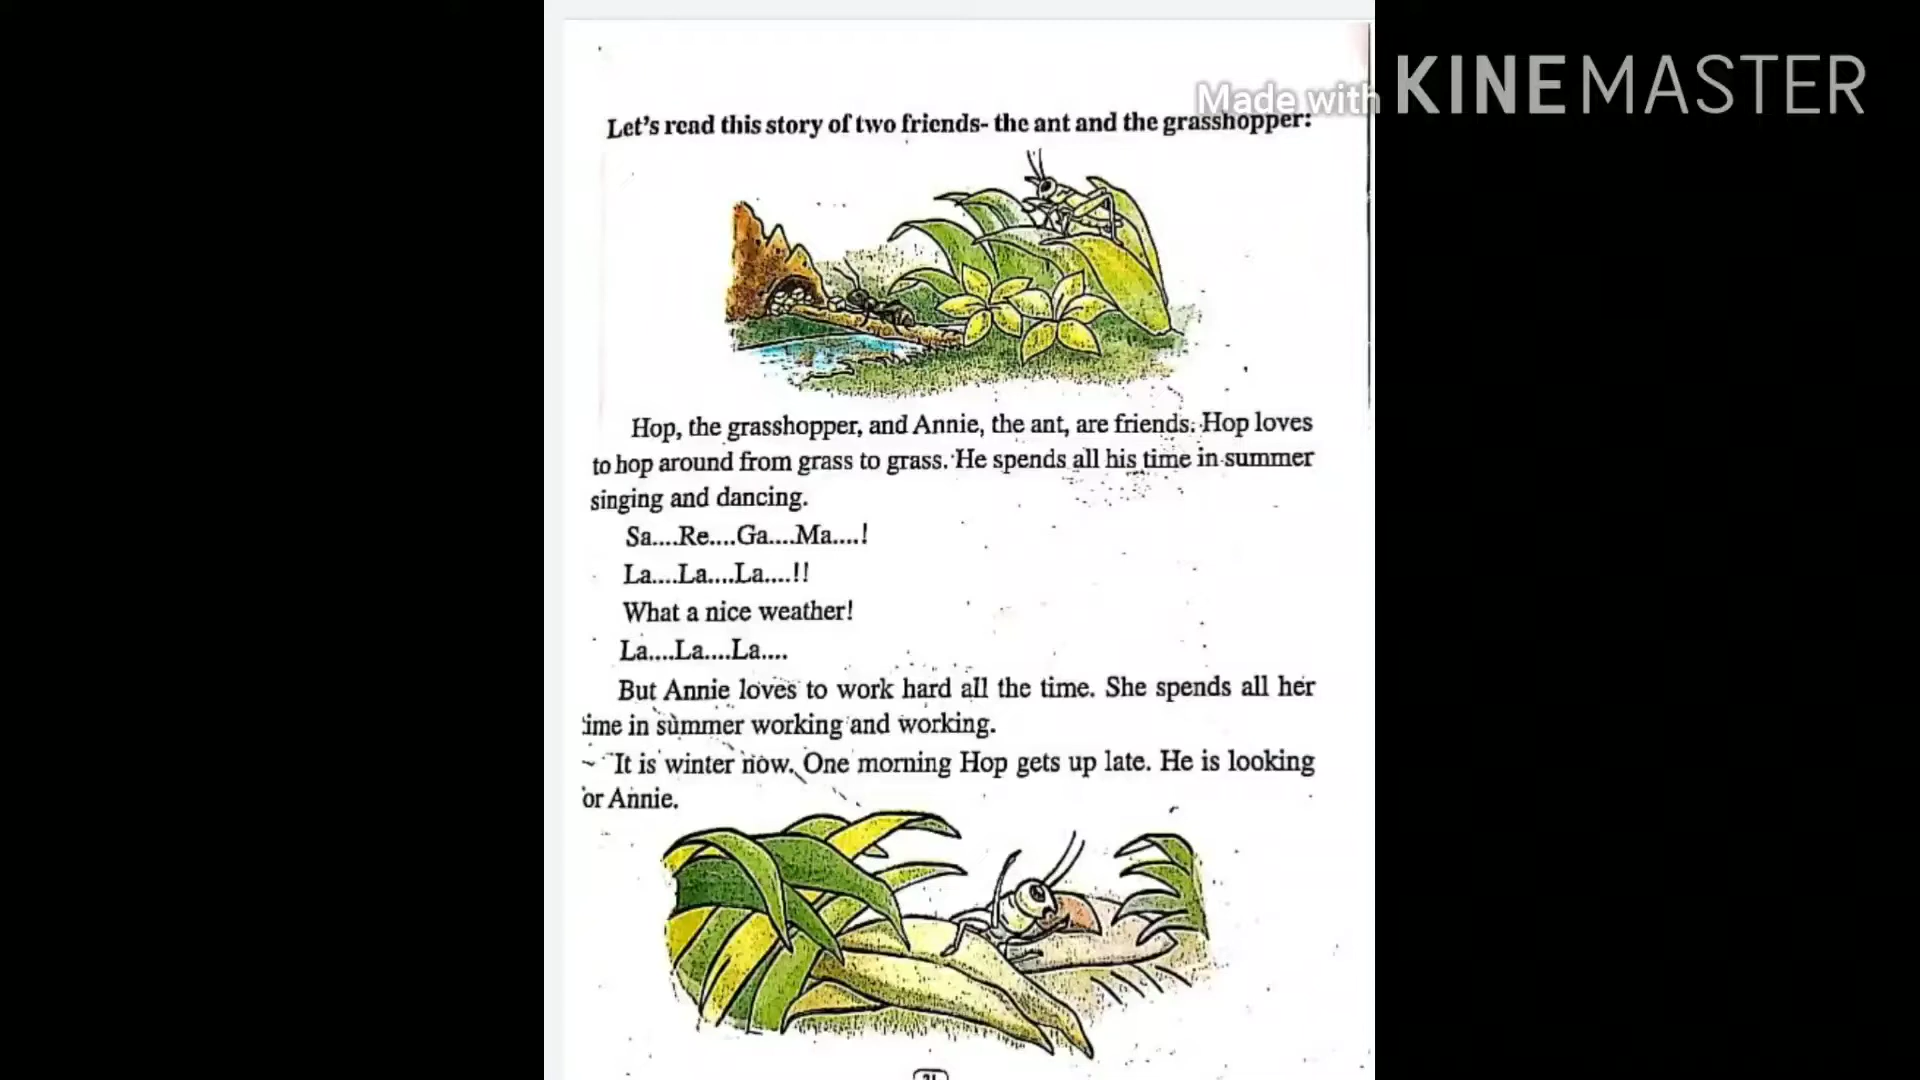 Made with KINEMASTER
Let's read this story of two friends- the ant and the grasshopper:
Hop, the grasshopper, and Annie, the ant, are friends. Hop loves
to hop around from grass to grass. He spends all his time in summer
singing and dancing.
Sa....Re....Ga....Ma....!
La....La....La....!!
What a nice weather!
La....La....La....
But Annie loves to work hard all the time. She spends all her
ime in summer working and working.
It is winter now. One morning Hop gets up late. He is looking
or Annie.